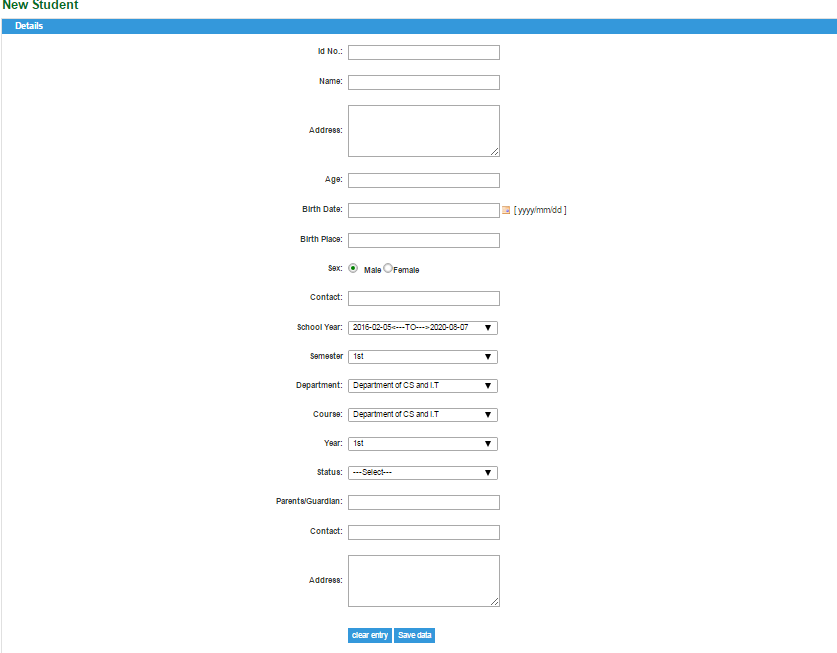 New Student
Details
Id No.:
Name:
Address:
Age:
Birth Date: [ yyyy/mm/dd ]
Birth Place:
Sex: Male Female
Contact:
School Year: 2016-02-05<---TO--->2020-08-07
Semester 1st
Department: Department of CS and I.T
Course: Department of CS and I.T
Year: 1st
Status: ---Select---
Parents/Guardian:
Contact:
Address:
clear entry Save data